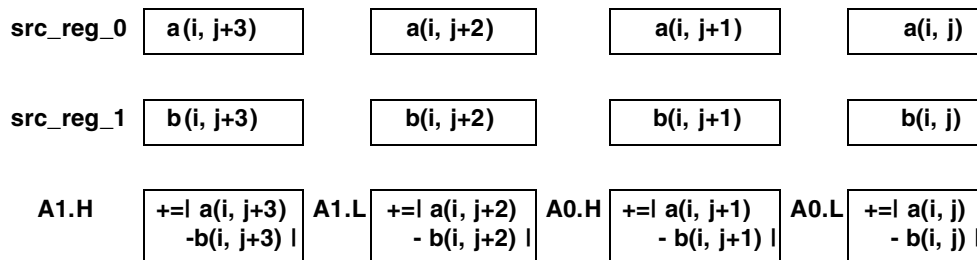 src_reg_0 a(i, j+3) a(i, j+2) a(i, j+1) a(i, j)
src_reg_1 b(i, j+3) b(i, j+2) b(i, j+1) b(i, j)
A1.H +=| a(i, j+3) A1.L +=| a(i, j+2) A0.H +=| a(i, j+1) A0.L +=| a(i, j)
-b(i, j+3) | - b(i, j+2) | - b(i, j+1) | - b(i, j) |